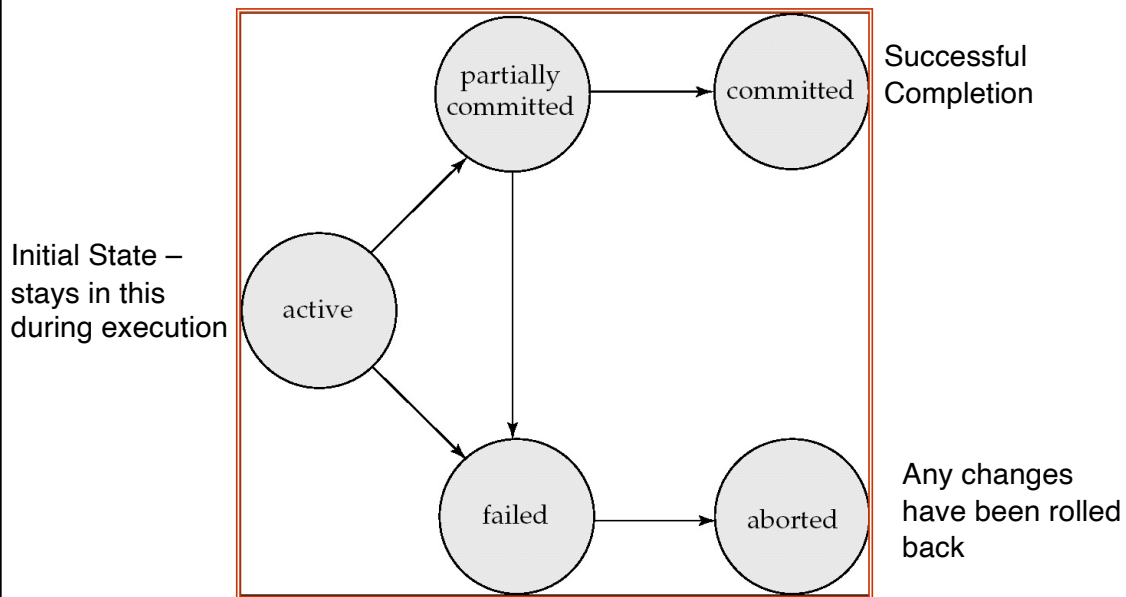 partially
committed
committed
Successful
Completion
Initial State –
stays in this
during execution
active
failed
aborted
Any changes
have been rolled
back